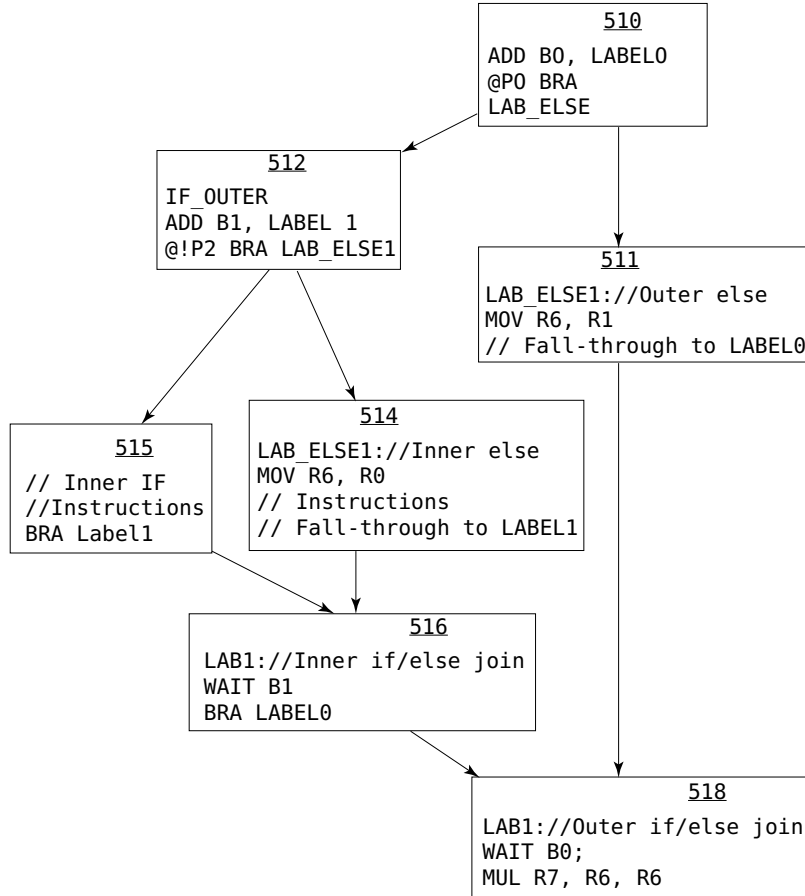 510
ADD BO, LABELO
@PO BRA
LAB_ELSE
512
IF_OUTER
ADD B1, LABEL 1
@!P2 BRA LAB_ELSE1
511
LAB_ELSE1://Outer else
MOV R6, R1
// Fall-through to LABEL0
514
LAB_ELSE1://Inner else
MOV R6, R0
// Instructions
// Fall-through to LABEL1
515
// Inner IF
//Instructions
BRA Label1
516
LAB1://Inner if/else join
WAIT B1
BRA LABEL0
518
LAB1://Outer if/else join
WAIT B0;
MUL R7, R6, R6